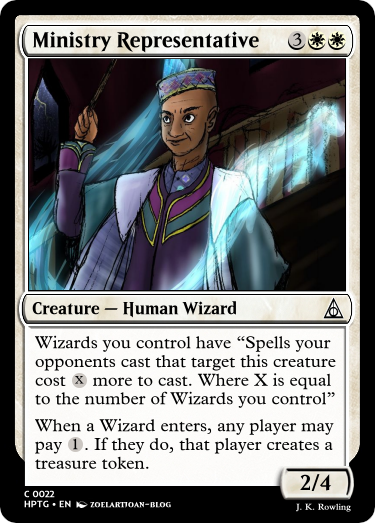 Ministry Representative 3
Creature — Human Wizard
Wizards you control have “Spells your
opponents cast that target this creature
cost X more to cast. Where X is equal
to the number of Wizards you control”
When a Wizard enters, any player may
pay 1. If they do, that player creates a
treasure token.
2/4
C 0022
HPTG • EN ZOELARTJOAN-BLOG
J. K. Rowling